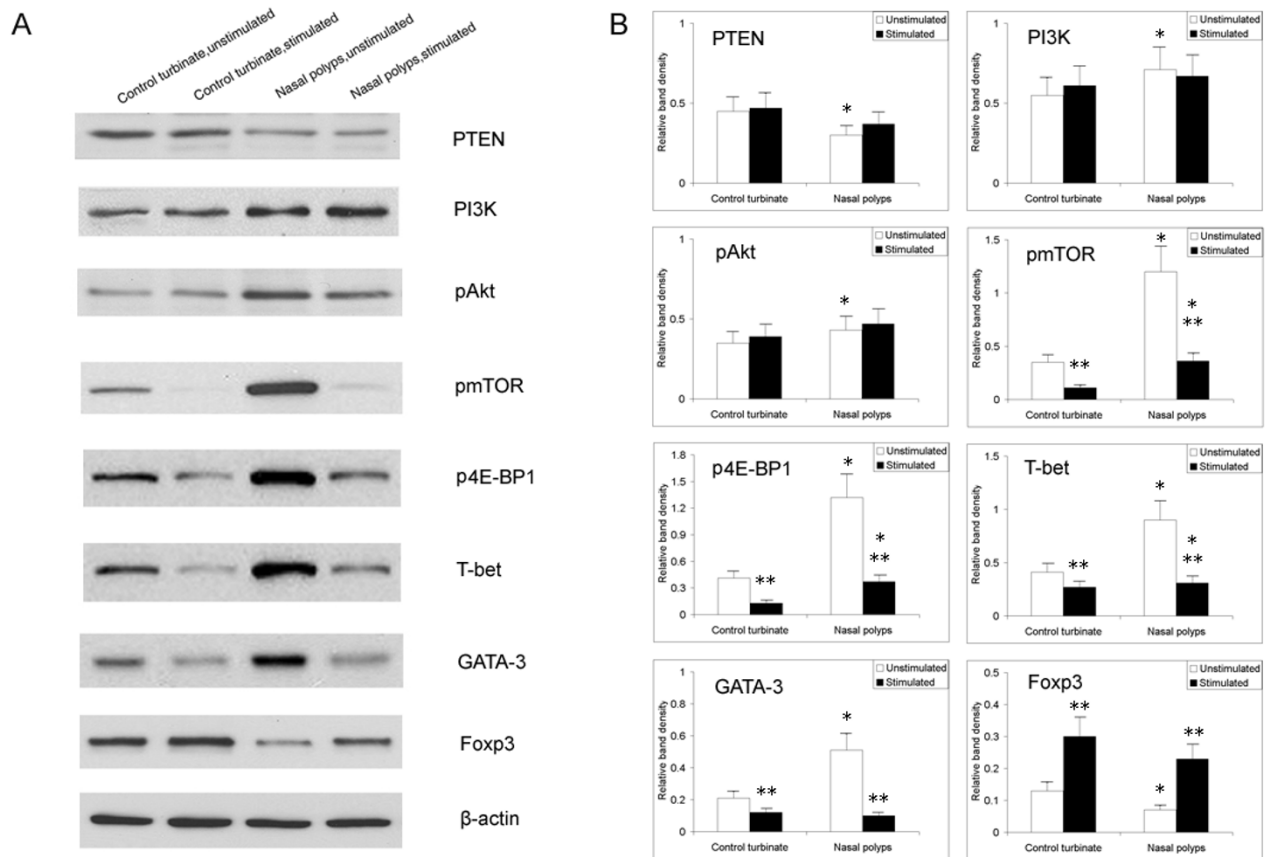 A
Control turbinate,unstimulated
Control turbinate,stimulated
Nasal polyps,unstimulated
Nasal polyps,stimulated
PTEN
PI3K
pAkt
pmTOR
p4E-BP1
T-bet
GATA-3
Foxp3
β-actin
B
PTEN
Unstimulated
Stimulated
Relative band density
1
0.5
0
*
Control turbinate
Nasal polyps
PI3K
Unstimulated
Stimulated
Relative band density
1
0.5
0
*
Control turbinate
Nasal polyps
pAkt
Unstimulated
Stimulated
Relative band density
1
0.5
0
*
Control turbinate
Nasal polyps
pmTOR
Unstimulated
Stimulated
Relative band density
1.5
1
0.5
0
**
*
*
**
Control turbinate
Nasal polyps
p4E-BP1
Unstimulated
Stimulated
Relative band density
1.8
1.5
1.2
0.9
0.6
0.3
0
**
*
*
**
Control turbinate
Nasal polyps
T-bet
Unstimulated
Stimulated
Relative band density
1.5
1
0.5
0
**
*
*
**
Control turbinate
Nasal polyps
GATA-3
Unstimulated
Stimulated
Relative band density
1
0.8
0.6
0.4
0.2
0
**
*
**
Control turbinate
Nasal polyps
Foxp3
Unstimulated
Stimulated
Relative band density
0.5
0.4
0.3
0.2
0.1
0
**
*
**
Control turbinate
Nasal polyps